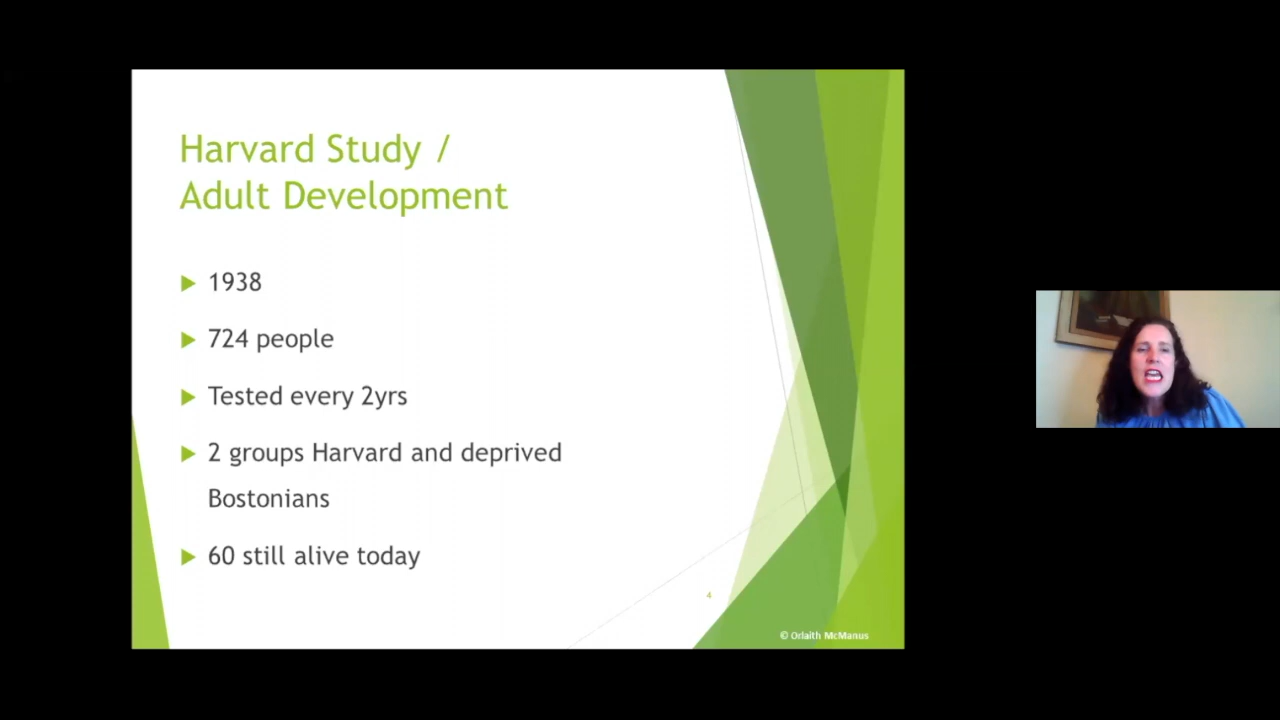 Harvard Study /
Adult Development
1938
724 people
Tested every 2yrs
2 groups Harvard and deprived
Bostonians
60 still alive today
4
© Orlaith McManus